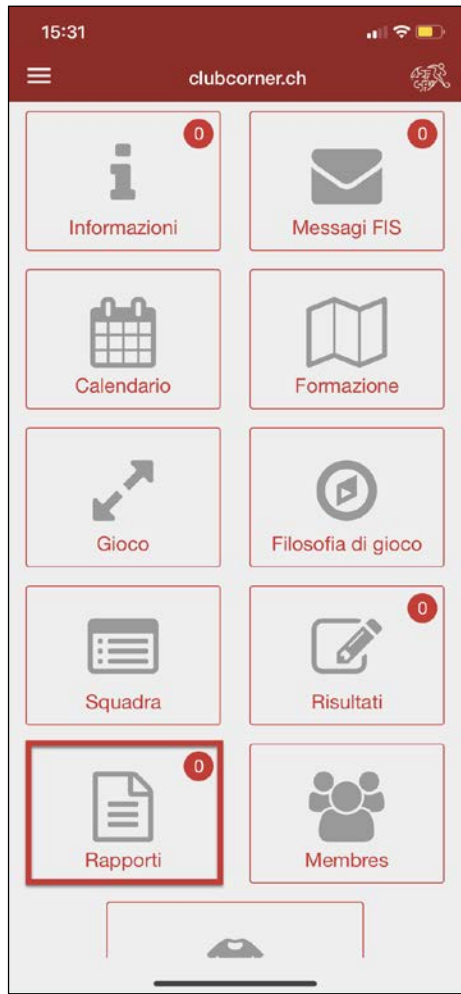 15:31
clubcorner.ch
0
0
Informazioni
Messagi FIS
Calendario
Formazione
Gioco
Filosofia di gioco
0
Squadra
Risultati
0
Rapporti
Membres